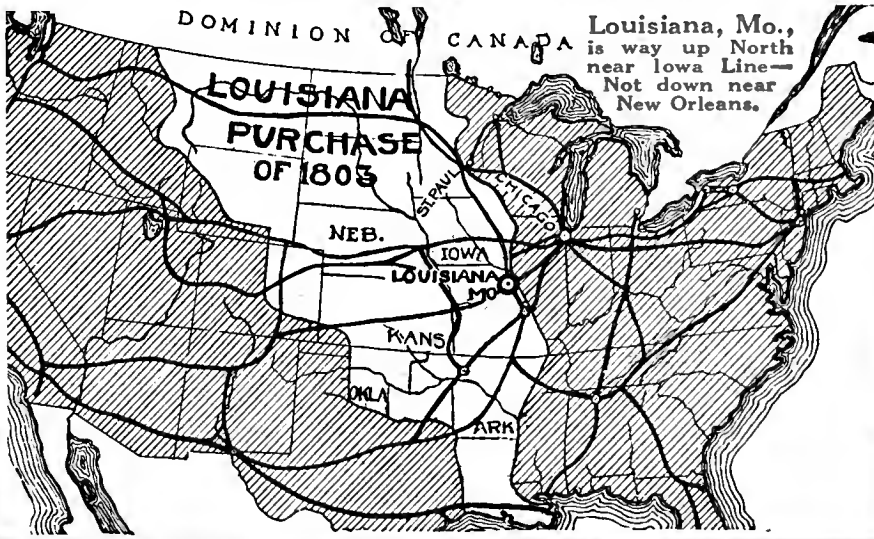 DOMINION OF CANADA
Louisiana, Mo.,
is way up North
near Iowa Line—
Not down near
New Orleans.
LOUISIANA
PURCHASE
OF 1803
ST. PAUL
CHICAGO
NEB.
IOWA
LOUISIANA
MO
KANS
OKLA
ARK